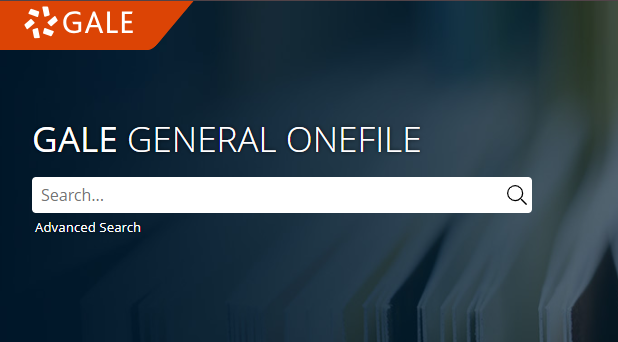 GALE
GALE GENERAL ONEFILE
Search...
Advanced Search